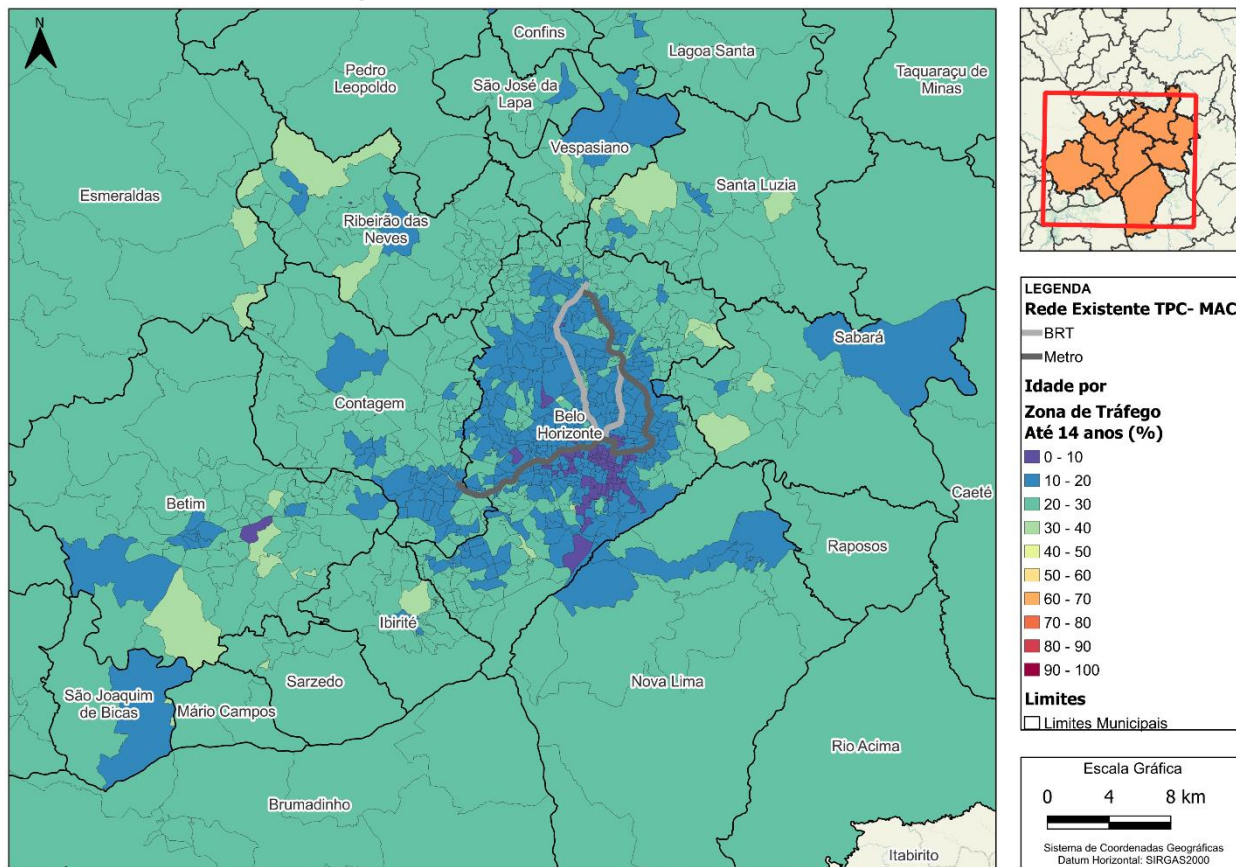 N
Confins
Lagoa Santa
Pedro
Leopoldo
São José da
Lapa
Taquaraçu de
Minas
Vespasiano
Esmeraldas
Santa Luzia
Ribeirão das
Neves
Sabará
Contagem
Belo
Horizonte
Caeté
Betim
Raposos
Ibirité
Sarzedo
Nova Lima
São Joaquim
de Bicas
Mário Campos
Rio Acima
Brumadinho
Itabirito
LEGENDA
Rede Existente TPC- MAC
BRT
Metro
Idade por
Zona de Tráfego
Até 14 anos (%)
0 - 10
10 - 20
20 - 30
30 - 40
40 - 50
50 - 60
60 - 70
70 - 80
80 - 90
90 - 100
Limites
Limites Municipais
Escala Gráfica
0 4 8 km
Sistema de Coordenadas Geográficas
Datum Horizontal: SIRGAS2000